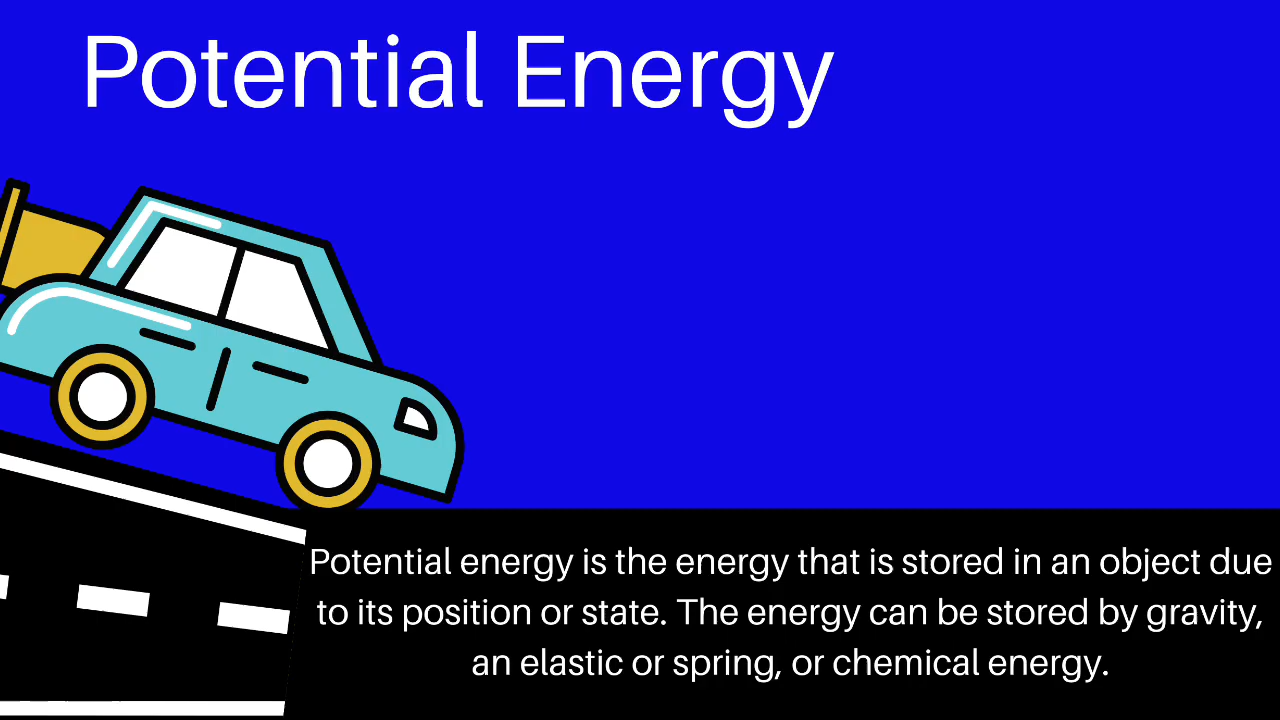 Potential Energy
Potential energy is the energy that is stored in an object due
to its position or state. The energy can be stored by gravity,
an elastic or spring, or chemical energy.